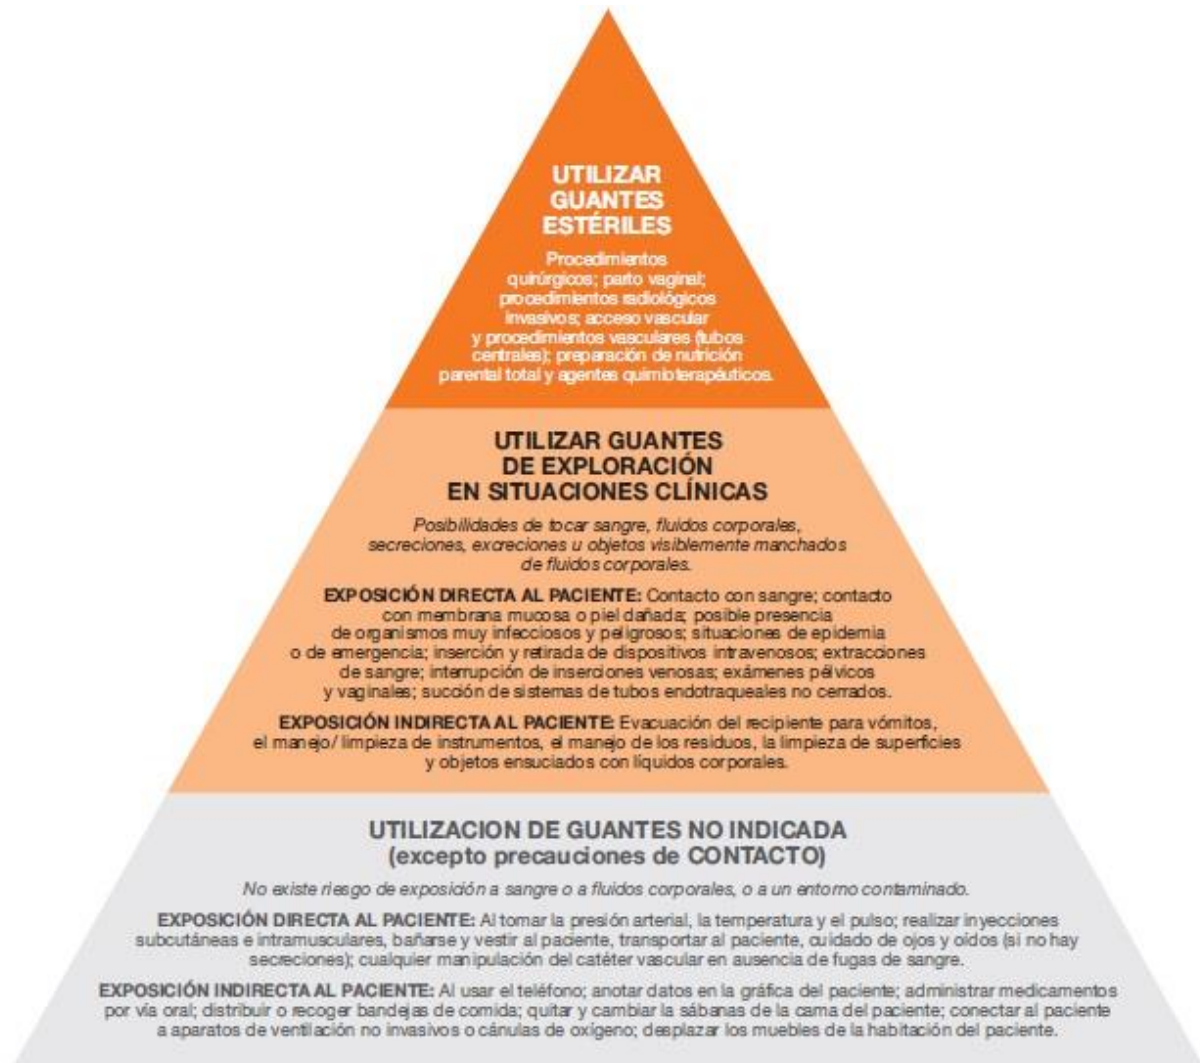 UTILIZAR
GUANTES
ESTÉRILES
Procedimientos
quirúrgicos; parto vaginal;
procedimientos radiológicos
invasivos; acceso vascular
y procedimientos vasculares (tubos
centrales); preparación de nutrición
parental total y agentes quimioterapéuticos.
UTILIZAR GUANTES
DE EXPLORACIÓN
EN SITUACIONES CLÍNICAS
Posibilidades de tocar sangre, fluidos corporales,
secreciones, excreciones u objetos visiblemente manchados
de fluidos corporales.
EXPOSICIÓN DIRECTA AL PACIENTE: Contacto con sangre; contacto
con membrana mucosa o piel dañada; posible presencia
de organismos muy infecciosos y peligrosos; situaciones de epidemia
o de emergencia; inserción y retirada de dispositivos intravenosos; extracciones
de sangre; interrupción de inserciones venosas; exámenes pélvicos
y vaginales; succión de sistemas de tubos endotraqueales no cerrados.
EXPOSICIÓN INDIRECTA AL PACIENTE: Evacuación del recipiente para vómitos,
el manejo/ limpieza de instrumentos, el manejo de los residuos, la limpieza de superficies
y objetos ensuciados con líquidos corporales.
UTILIZACION DE GUANTES NO INDICADA
(excepto precauciones de CONTACTO)
No existe riesgo de exposición a sangre o a fluidos corporales, o a un entorno contaminado.
EXPOSICIÓN DIRECTA AL PACIENTE: Al tomar la presión arterial, la temperatura y el pulso; realizar inyecciones
subcutáneas e intramusculares, bañarse y vestir al paciente, transportar al paciente, cuidado de ojos y oídos (si no hay
secreciones); cualquier manipulación del catéter vascular en ausencia de fugas de sangre.
EXPOSICIÓN INDIRECTA AL PACIENTE: Al usar el teléfono; anotar datos en la gráfica del paciente; administrar medicamentos
por vía oral; distribuir o recoger bandejas de comida; quitar y cambiar la sábanas de la cama del paciente; conectar al paciente
a aparatos de ventilación no invasivos o cánulas de oxígeno; desplazar los muebles de la habitación del paciente.